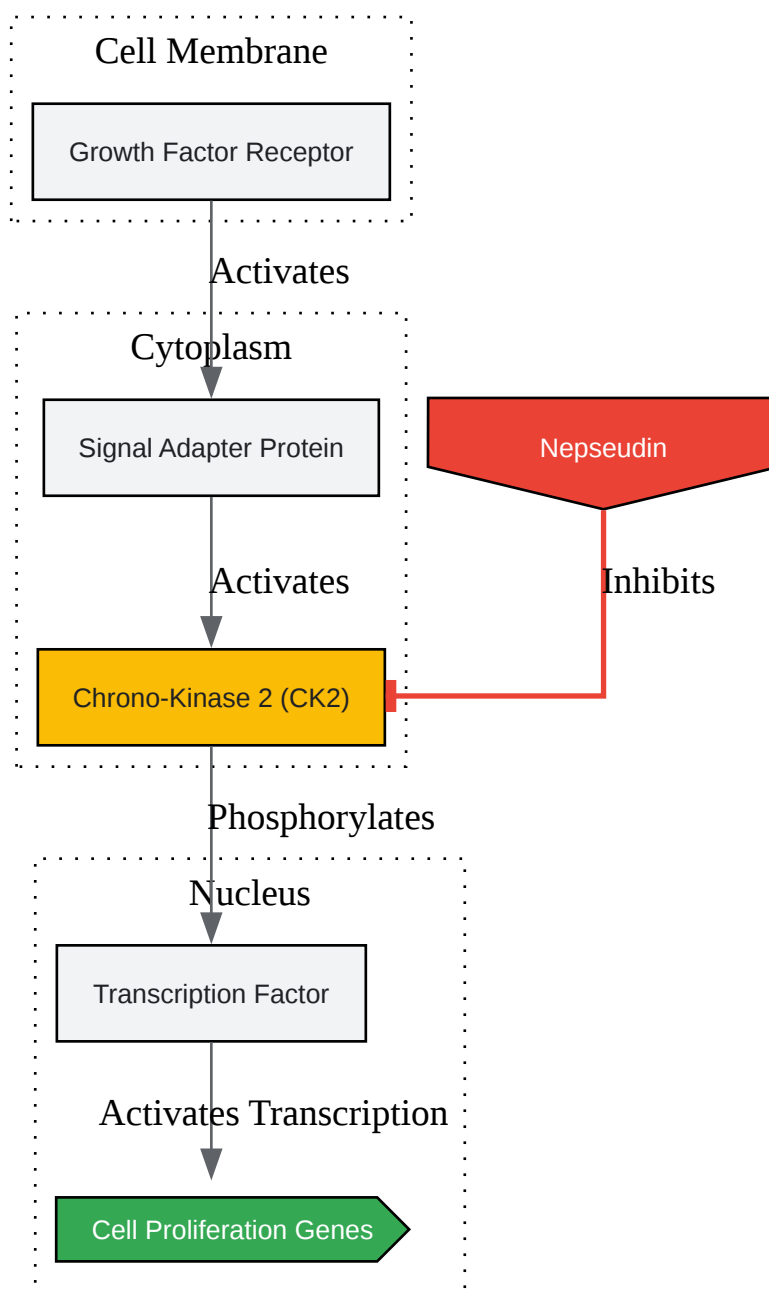 Cell Membrane
Growth Factor Receptor
Activates
Cytoplasm
Signal Adapter Protein
Nepseudin
Activates
Inhibits
Chrono-Kinase 2 (CK2)
Phosphorylates
Nucleus
Transcription Factor
Activates Transcription
Cell Proliferation Genes